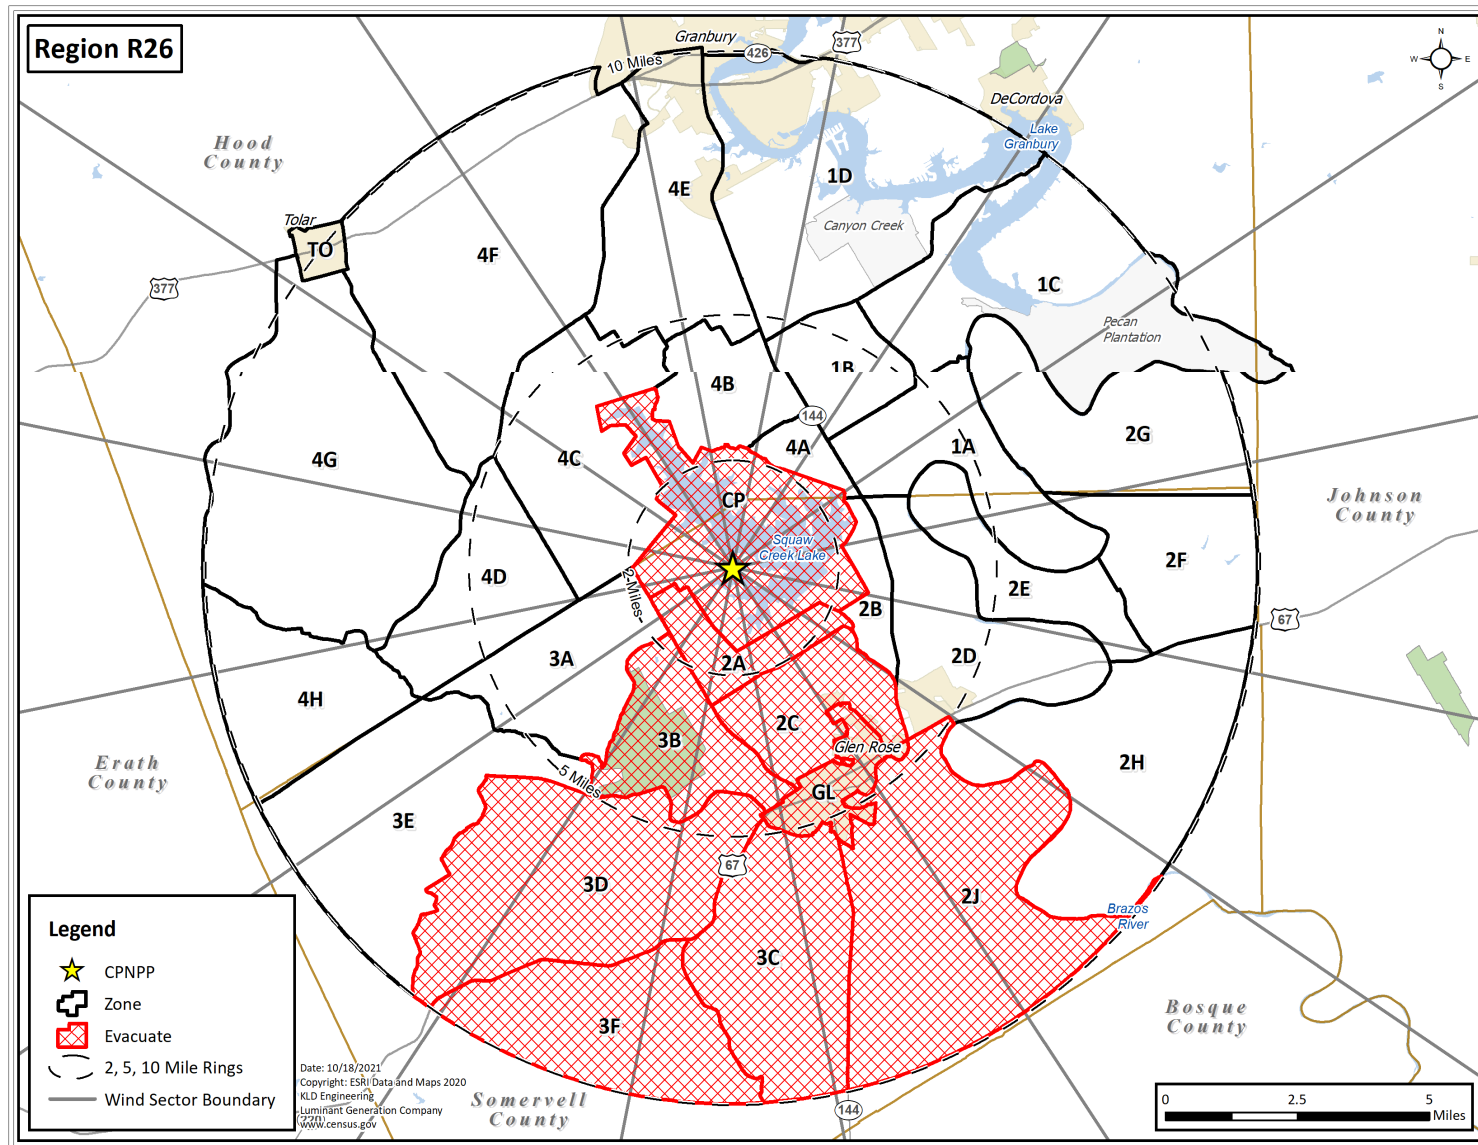 Region R26
Granbury
377
426
10 Miles
N
W E
S
DeCordova
Lake
Granbury
Hood
County
4E
1D
Tolar
TO
4F
Canyon Creek
377
1C
Pecan
Plantation
1B
4B
144
4A
1A
2G
4G
4C
CP
Johnson
County
Squaw
Creek Lake
2F
4D
2 Miles
2E
2B
67
3A
2A
2D
4H
2C
3B
Glen Rose
Erath
County
5 Miles
2H
GL
3E
67
3D
2J
Brazos
River
3C
3F
Bosque
County
Legend
CPNPP
Zone
Evacuate
2, 5, 10 Mile Rings
Wind Sector Boundary
Date: 10/18/2021
Copyright: ESRI Data and Maps 2020
KLD Engineering
Luminant Generation Company
www.census.gov
220
Somervell
County
144
0 2.5 5
Miles